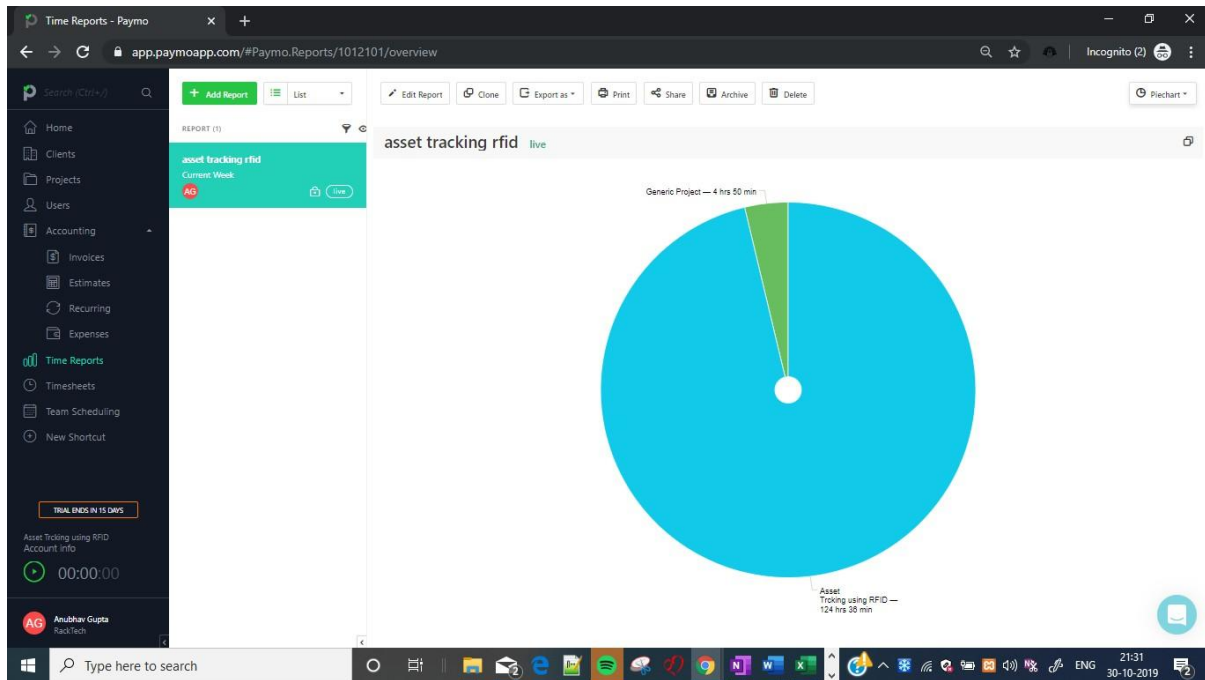 Time Reports - Paymo
app.paymoapp.com/#Paymo.Reports/1012101/overview
Incognito (2)
Search (Ctrl+/)
Home
Clients
Projects
Users
Accounting
Invoices
Estimates
Recurring
Expenses
Time Reports
Timesheets
Team Scheduling
New Shortcut
TRIAL ENDS IN 15 DAYS
Asset Trcking using RFID
Account info
00:00:00
AG
Anubhav Gupta
RackTech
+ Add Report
List
REPORT (1)
asset tracking rfid
Current Week
AG
live
Edit Report
Clone
Export as
Print
Share
Archive
Delete
Piechart
asset tracking rfid live
Generic Project — 4 hrs 50 min
Asset
Trcking using RFID —
124 hrs 38 min
Type here to search
ENG
21:31
30-10-2019